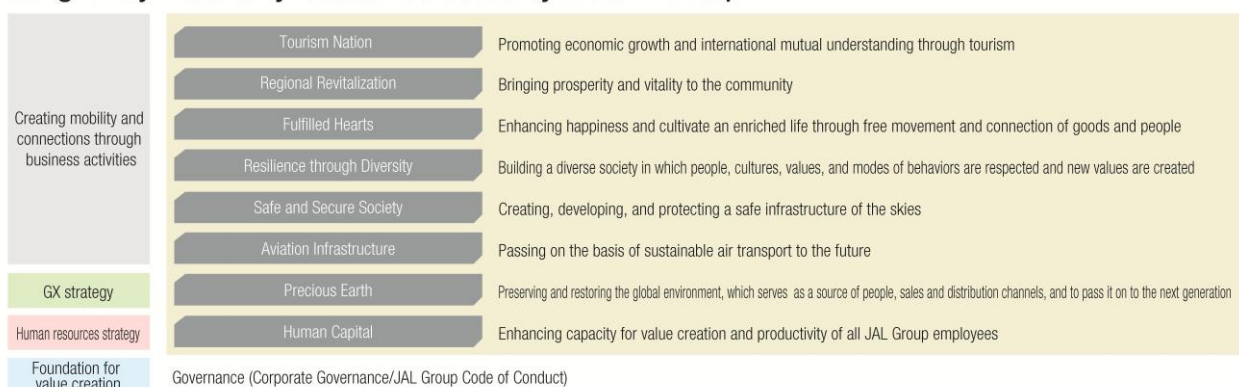 Tourism Nation
Promoting economic growth and international mutual understanding through tourism
Regional Revitalization
Bringing prosperity and vitality to the community
Creating mobility and
connections through
business activities
Fulfilled Hearts
Enhancing happiness and cultivate an enriched life through free movement and connection of goods and people
Resilience through Diversity
Building a diverse society in which people, cultures, values, and modes of behaviors are respected and new values are created
Safe and Secure Society
Creating, developing, and protecting a safe infrastructure of the skies
Aviation Infrastructure
Passing on the basis of sustainable air transport to the future
GX strategy
Precious Earth
Preserving and restoring the global environment, which serves as a source of people, sales and distribution channels, and to pass it on to the next generation
Human resources strategy
Human Capital
Enhancing capacity for value creation and productivity of all JAL Group employees
Foundation for
value creation
Governance (Corporate Governance/JAL Group Code of Conduct)